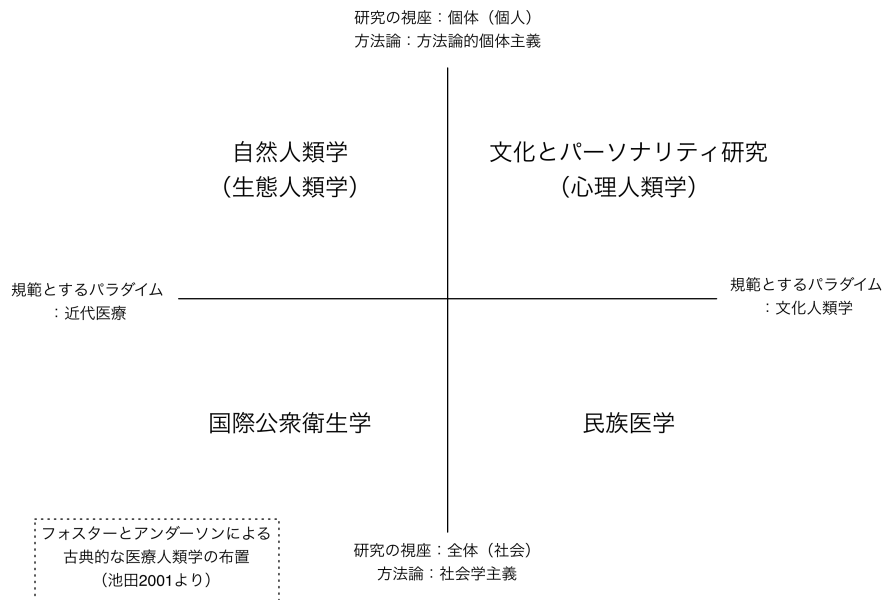 研究の視座：個体（個人）
方法論：方法論的個体主義
自然人類学
（生態人類学）
文化とパーソナリティ研究
（心理人類学）
規範とするパラダイム
：近代医療
規範とするパラダイム
：文化人類学
国際公衆衛生学
民族医学
フォスターとアンダーソンによる
古典的な医療人類学の布置
（池田2001より）
研究の視座：全体（社会）
方法論：社会学主義